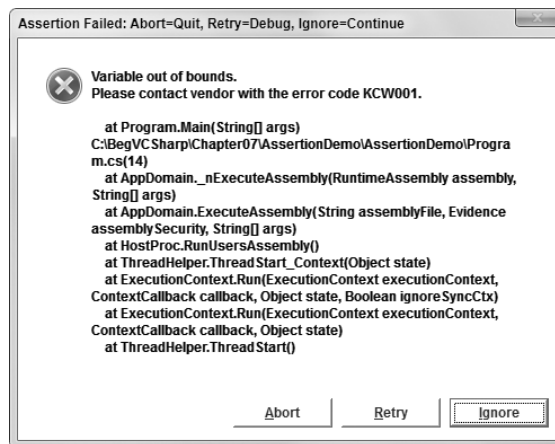 Assertion Failed: Abort=Quit, Retry=Debug, Ignore=Continue
Variable out of bounds.
Please contact vendor with the error code KCW001.
at Program.Main(String[] args)
C:\BegVCSharp\Chapter07\AssertionDemo\AssertionDemo\Progra
m.cs(14)
at AppDomain._nExecuteAssembly(RuntimeAssembly assembly,
String[] args)
at AppDomain.ExecuteAssembly(String assemblyFile, Evidence
assemblySecurity, String[] args)
at HostProc.RunUsersAssembly()
at ThreadHelper.ThreadStart_Context(Object state)
at ExecutionContext.Run(ExecutionContext executionContext,
ContextCallback callback, Object state, Boolean ignoreSyncCtx)
at ExecutionContext.Run(ExecutionContext executionContext,
ContextCallback callback, Object state)
at ThreadHelper.ThreadStart()
Abort Retry Ignore